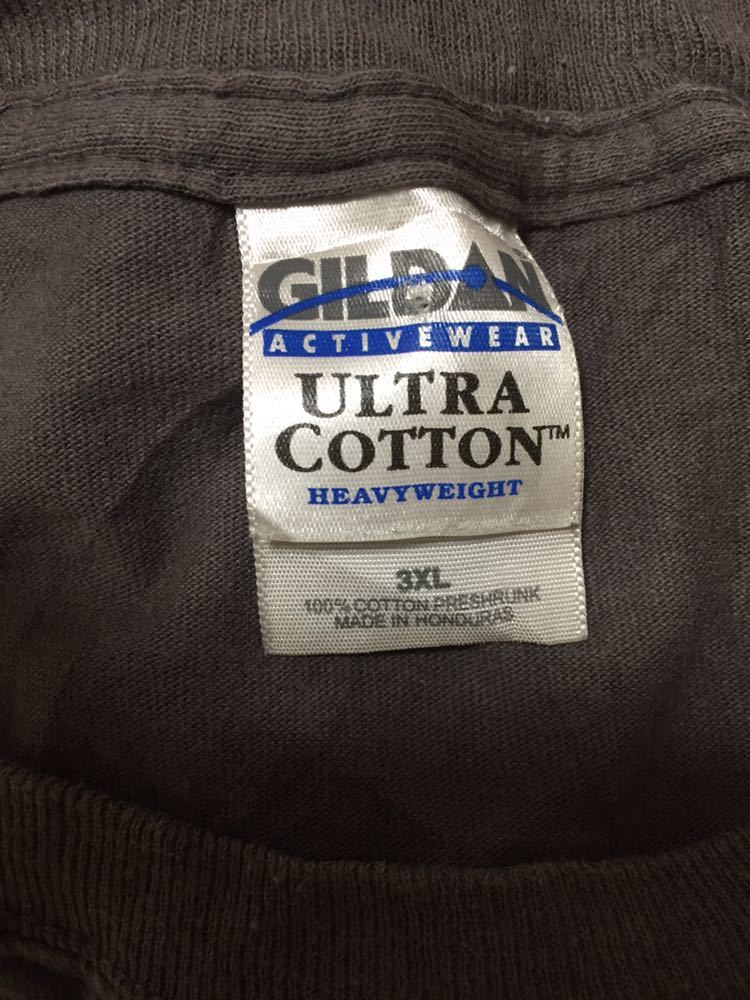 GILDAN
ACTIVEWEAR
ULTRA
COTTON™
HEAVYWEIGHT
3XL
100% COTTON PRESHRUNK
MADE IN HONDURAS